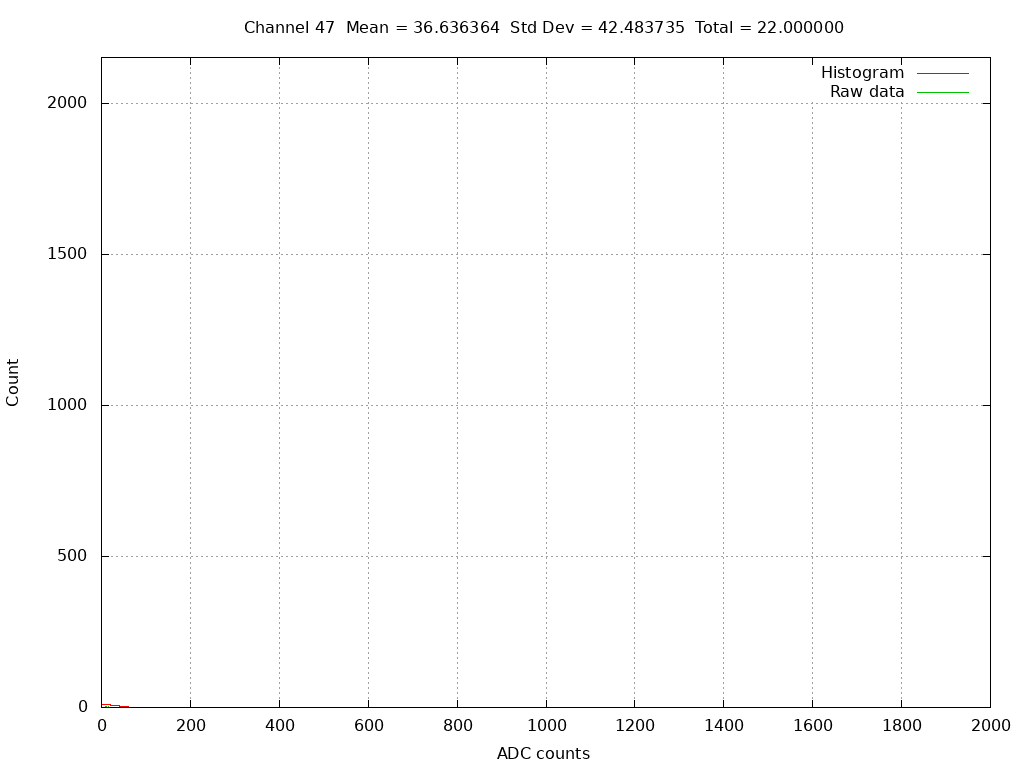 Channel 47  Mean = 36.636364  Std Dev = 42.483735  Total = 22.000000
Histogram
Raw data
2000
1500
1000
500
0
Count
0 200 400 600 800 1000 1200 1400 1600 1800 2000
ADC counts